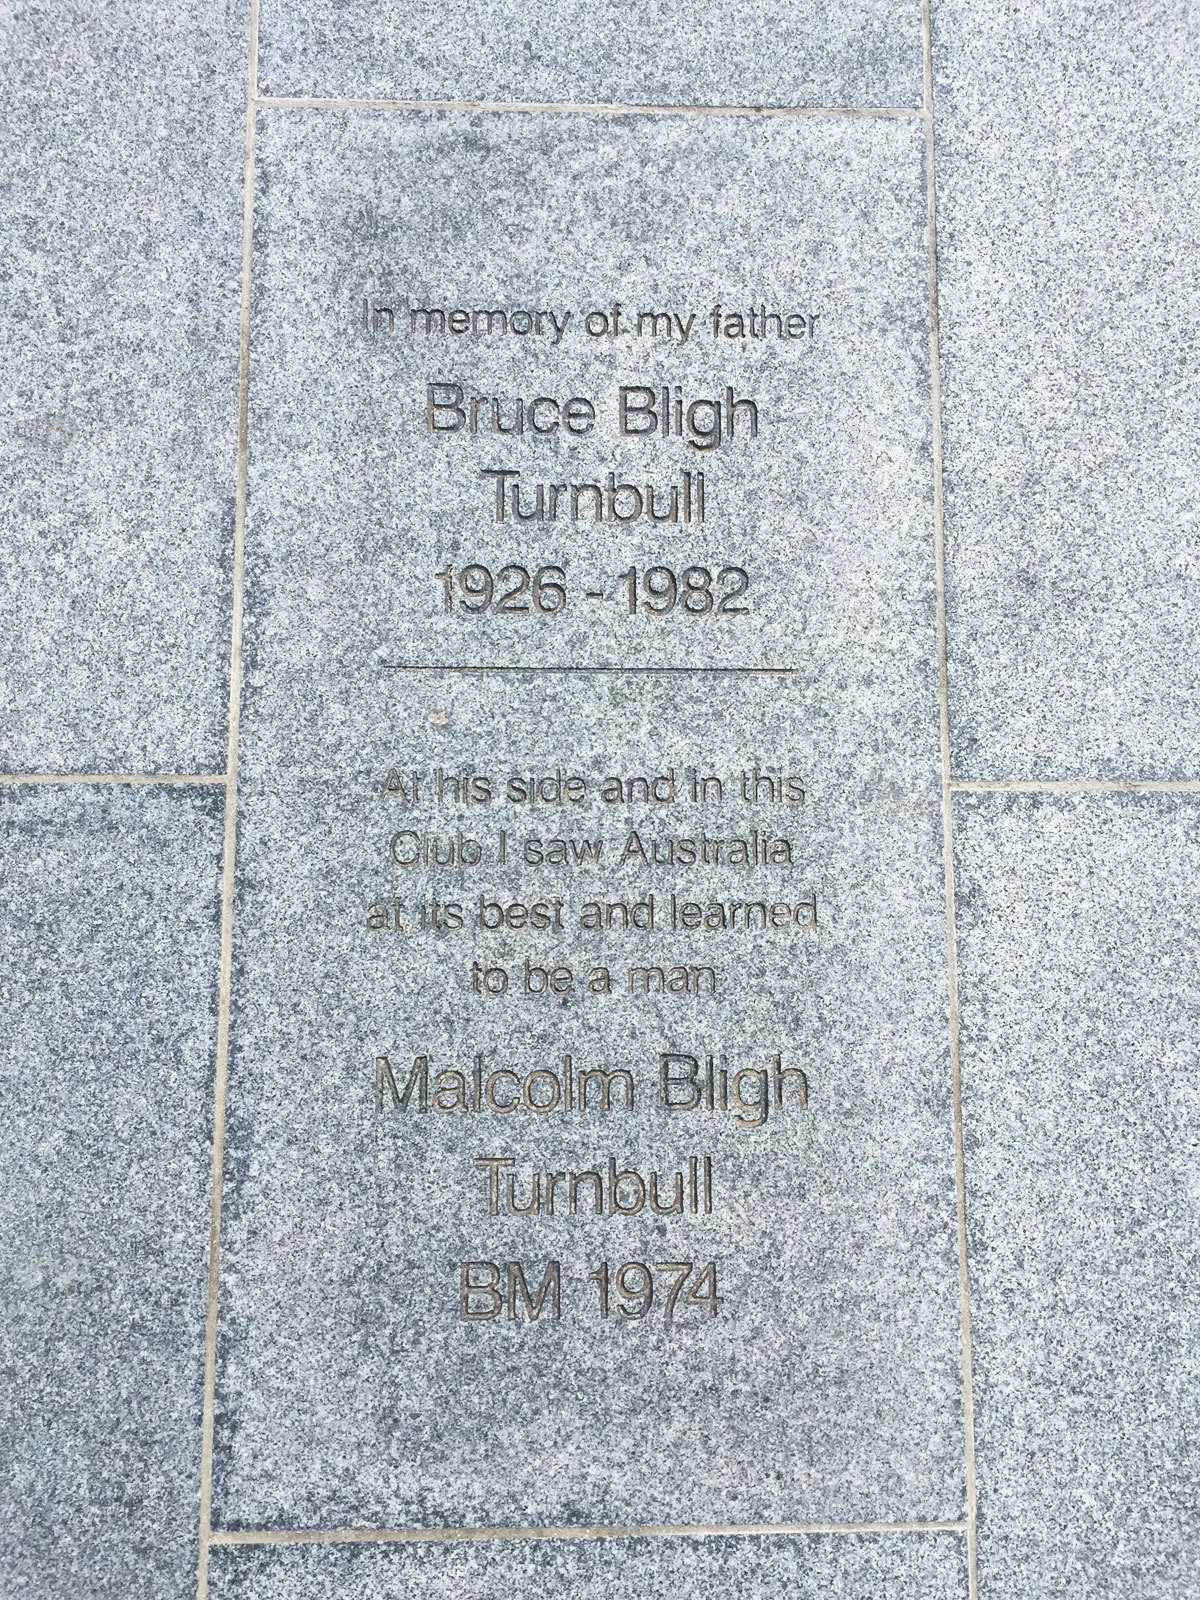 In memory of my father
Bruce Bligh
Turnbull
1926 - 1982
At his side and in this
Club I saw Australia
at its best and learned
to be a man
Malcolm Bligh
Turnbull
BM 1974